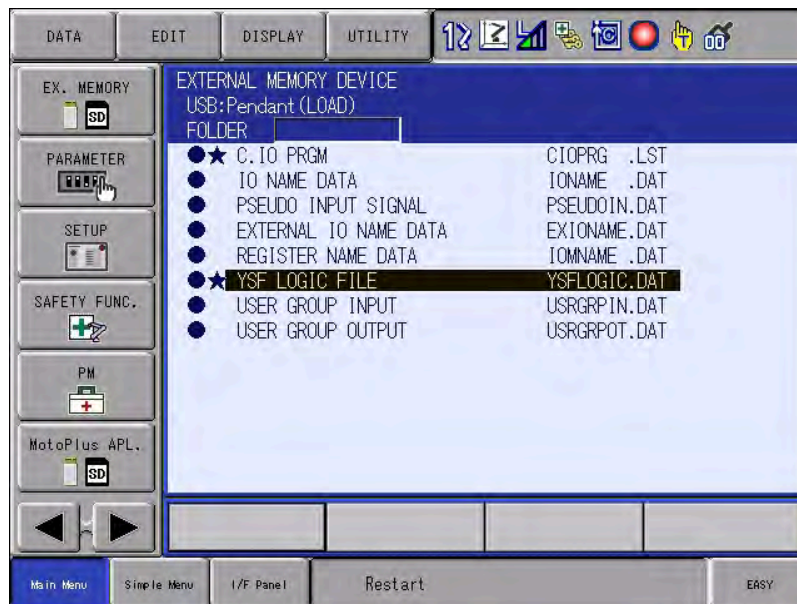 DATA EDIT DISPLAY UTILITY
EX. MEMORY
SD
PARAMETER
SETUP
SAFETY FUNC.
PM
MotoPlus APL.
SD
EXTERNAL MEMORY DEVICE
USB:Pendant(LOAD)
FOLDER
●★ C.IO PRGM CIOPRG .LST
● IO NAME DATA IONAME .DAT
● PSEUDO INPUT SIGNAL PSEUDOIN.DAT
● EXTERNAL IO NAME DATA EXIONAME.DAT
● REGISTER NAME DATA IOMNAME .DAT
●★ YSF LOGIC FILE YSFLOGIC.DAT
● USER GROUP INPUT USRGRPIN.DAT
● USER GROUP OUTPUT USRGRPOT.DAT
Main Menu Simple Menu I/F Panel Restart EASY